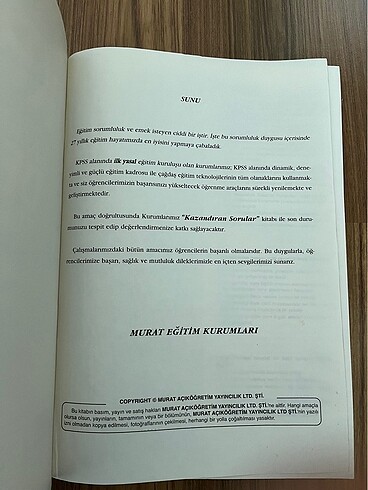 SUNU
Eğitim sorumluluk ve emek isteyen ciddi bir iştir. İşte bu sorumluluk duygusu içerisinde
27 yıllık eğitim hayatımızda en iyisini yapmaya çabaladık.
KPSS alanında ilk yasal eğitim kuruluşu olan kurumlarımız; KPSS alanında dinamik, dene-
yimli ve güçlü eğitim kadrosu ile çağdaş eğitim teknolojilerinin tüm olanaklarını kullanmak-
ta ve siz öğrencilerimizin başarısını yükseltecek öğrenme araçlarını sürekli yenilemekte ve
geliştirmektedir.
Bu amaç doğrultusunda Kurumlarımız "Kazandıran Sorular" kitabı ile son duru-
munuzu tespit edip değerlendirmenize katkı sağlayacaktır.
Çalışmalarımızdaki bütün amacımız öğrencilerin başarılı olmalarıdır. Bu duygularla, öğ-
rencilerimize başarı, sağlık ve mutluluk dileklerimizle en içten sevgilerimizi sunarız.
MURAT EĞİTİM KURUMLARI
COPYRIGHT © MURAT AÇIKÖĞRETİM YAYINCILIK LTD. ŞTİ.
Bu kitabın basım, yayın ve satış hakları MURAT AÇIKÖĞRETİM YAYINCILIK LTD. ŞTİ.'ne aittir. Hangi amaçla
olursa olsun, yayınların, tamamının veya bir bölümünün, MURAT AÇIKÖĞRETİM YAYINCILIK LTD ŞTİ.'nin yazılı
izni olmadan kopya edilmesi, fotoğraflarının çekilmesi, herhangi bir yolla çoğaltılması yasaktır.